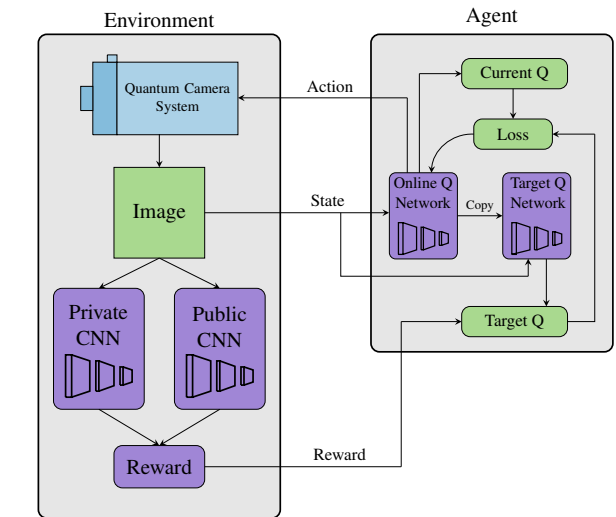 Environment
Agent
Quantum Camera
System
Action
Current Q
Loss
Image
State
Online Q
Network
Copy
Target Q
Network
Private
CNN
Public
CNN
Target Q
Reward
Reward